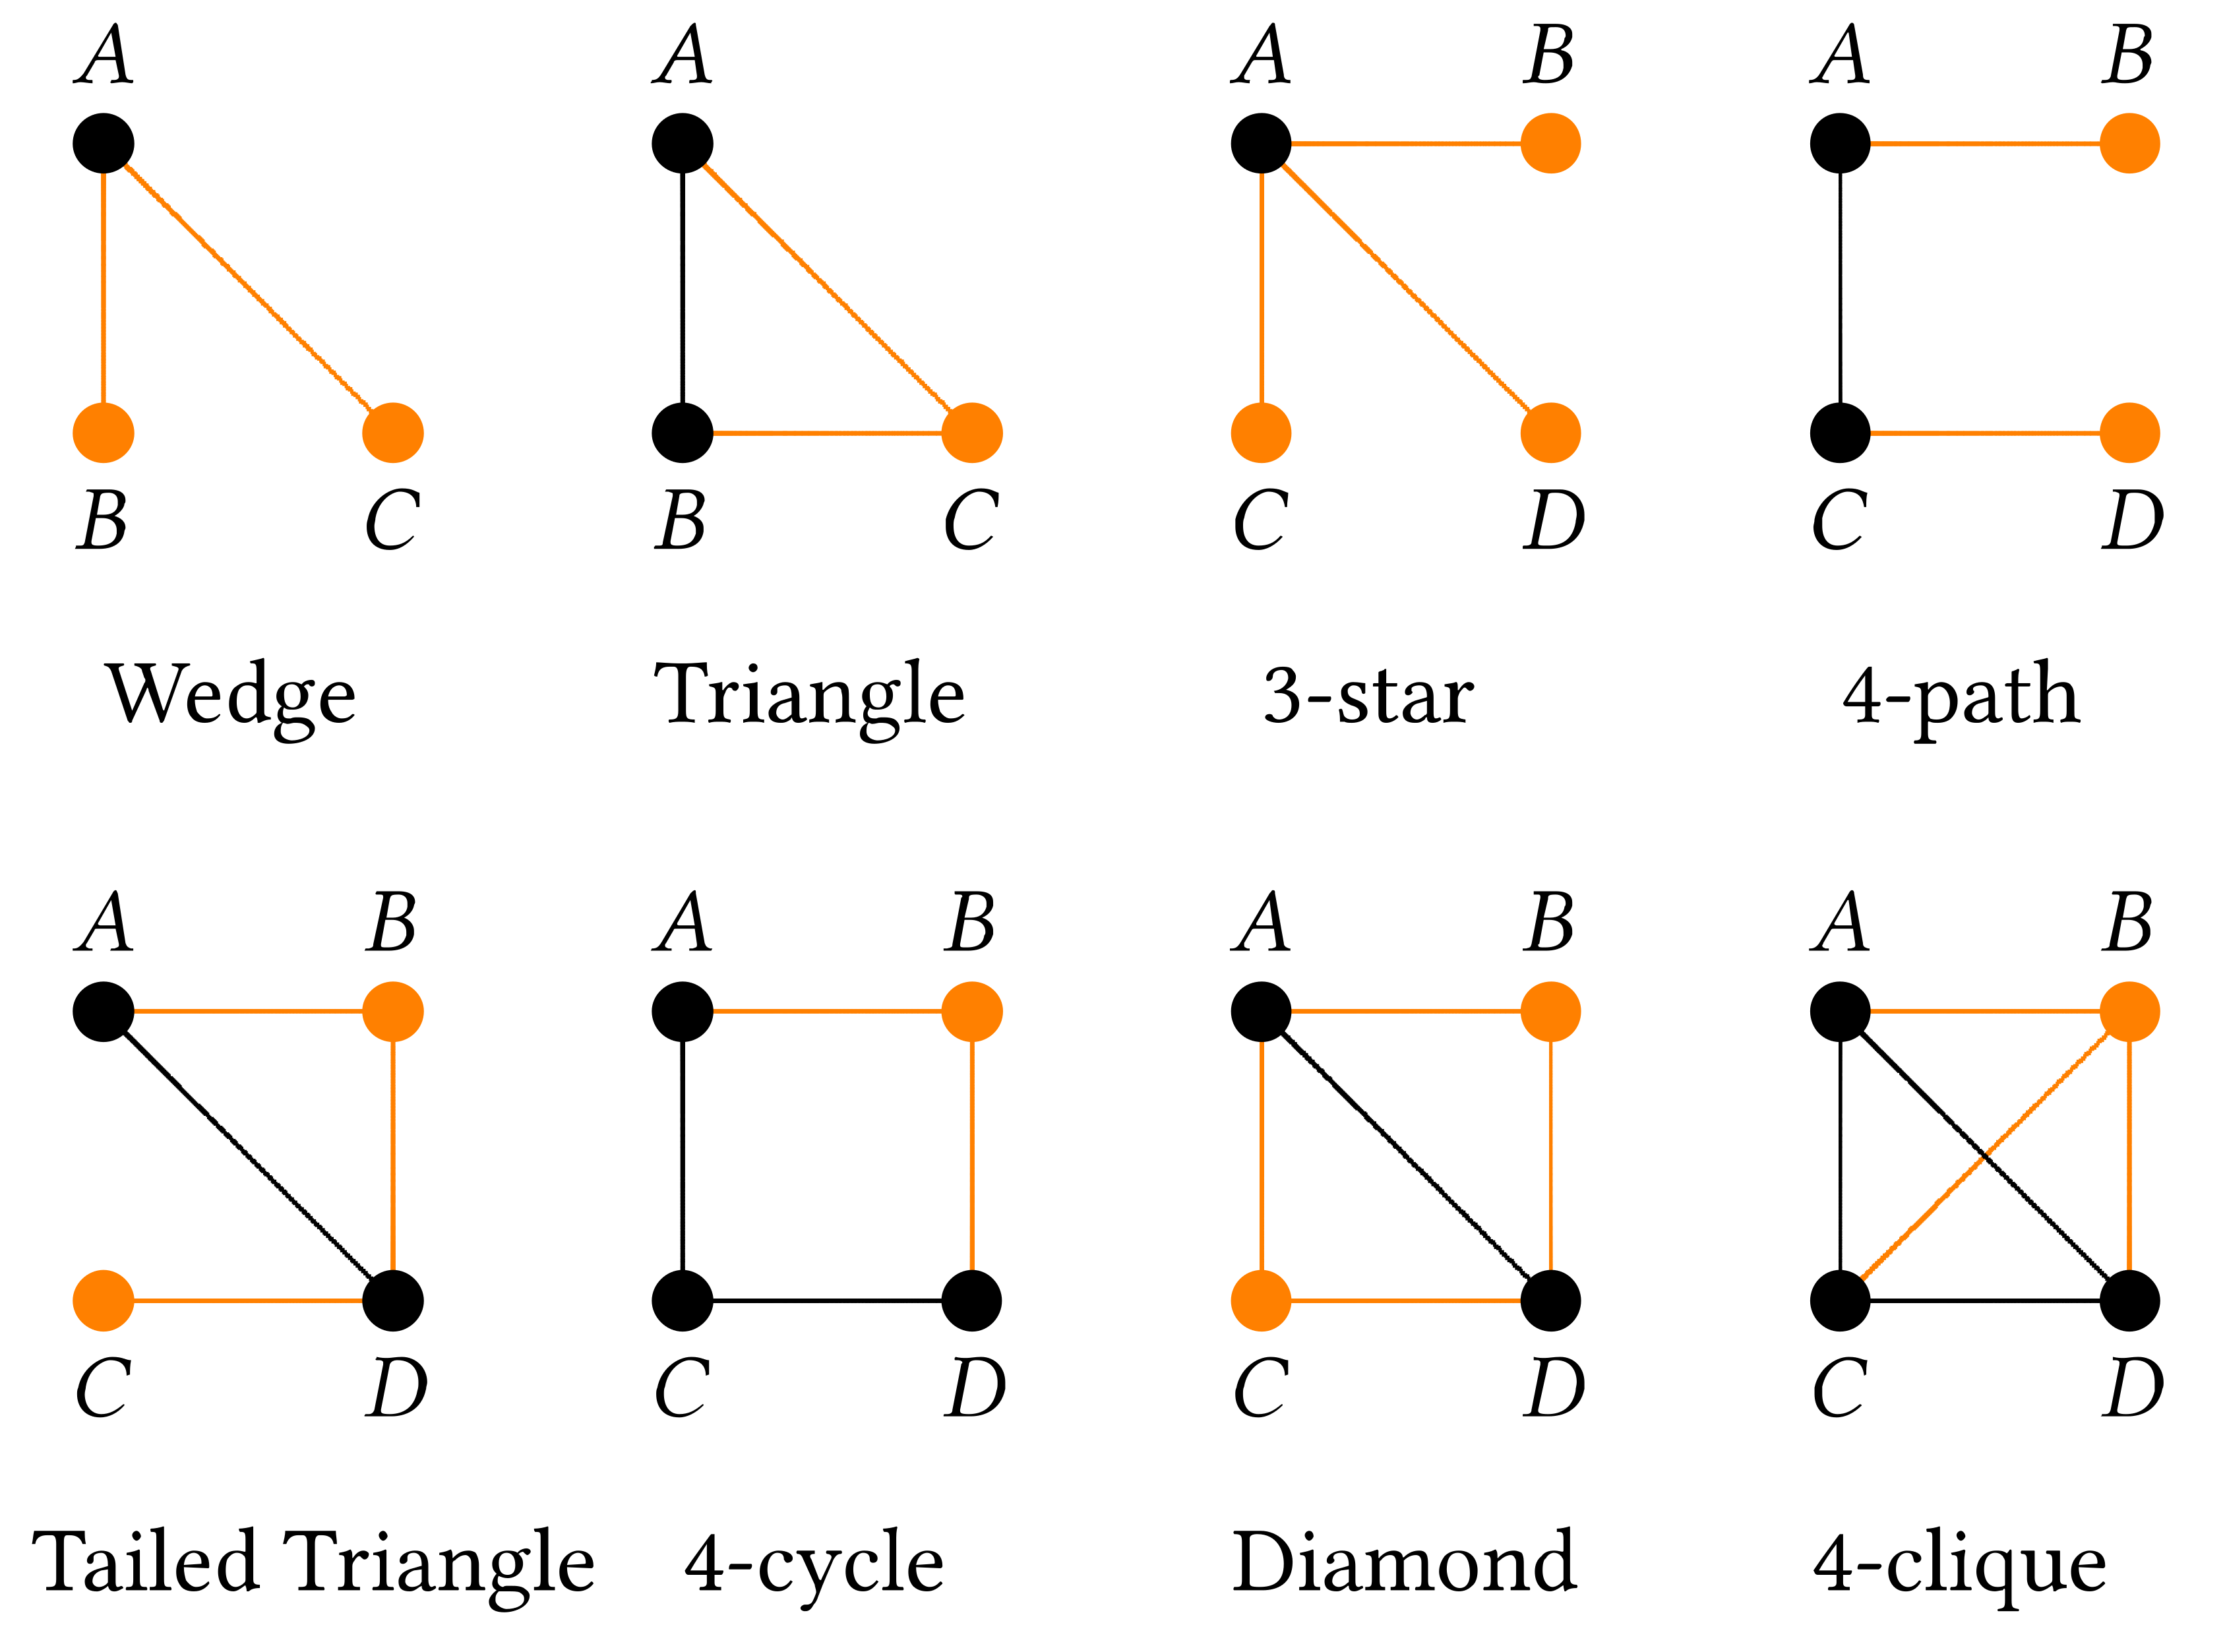 A A A B A B
B C B C C D C D
Wedge Triangle 3-star 4-path
A B A B A B A B
C D C D C D C D
Tailed Triangle 4-cycle Diamond 4-clique